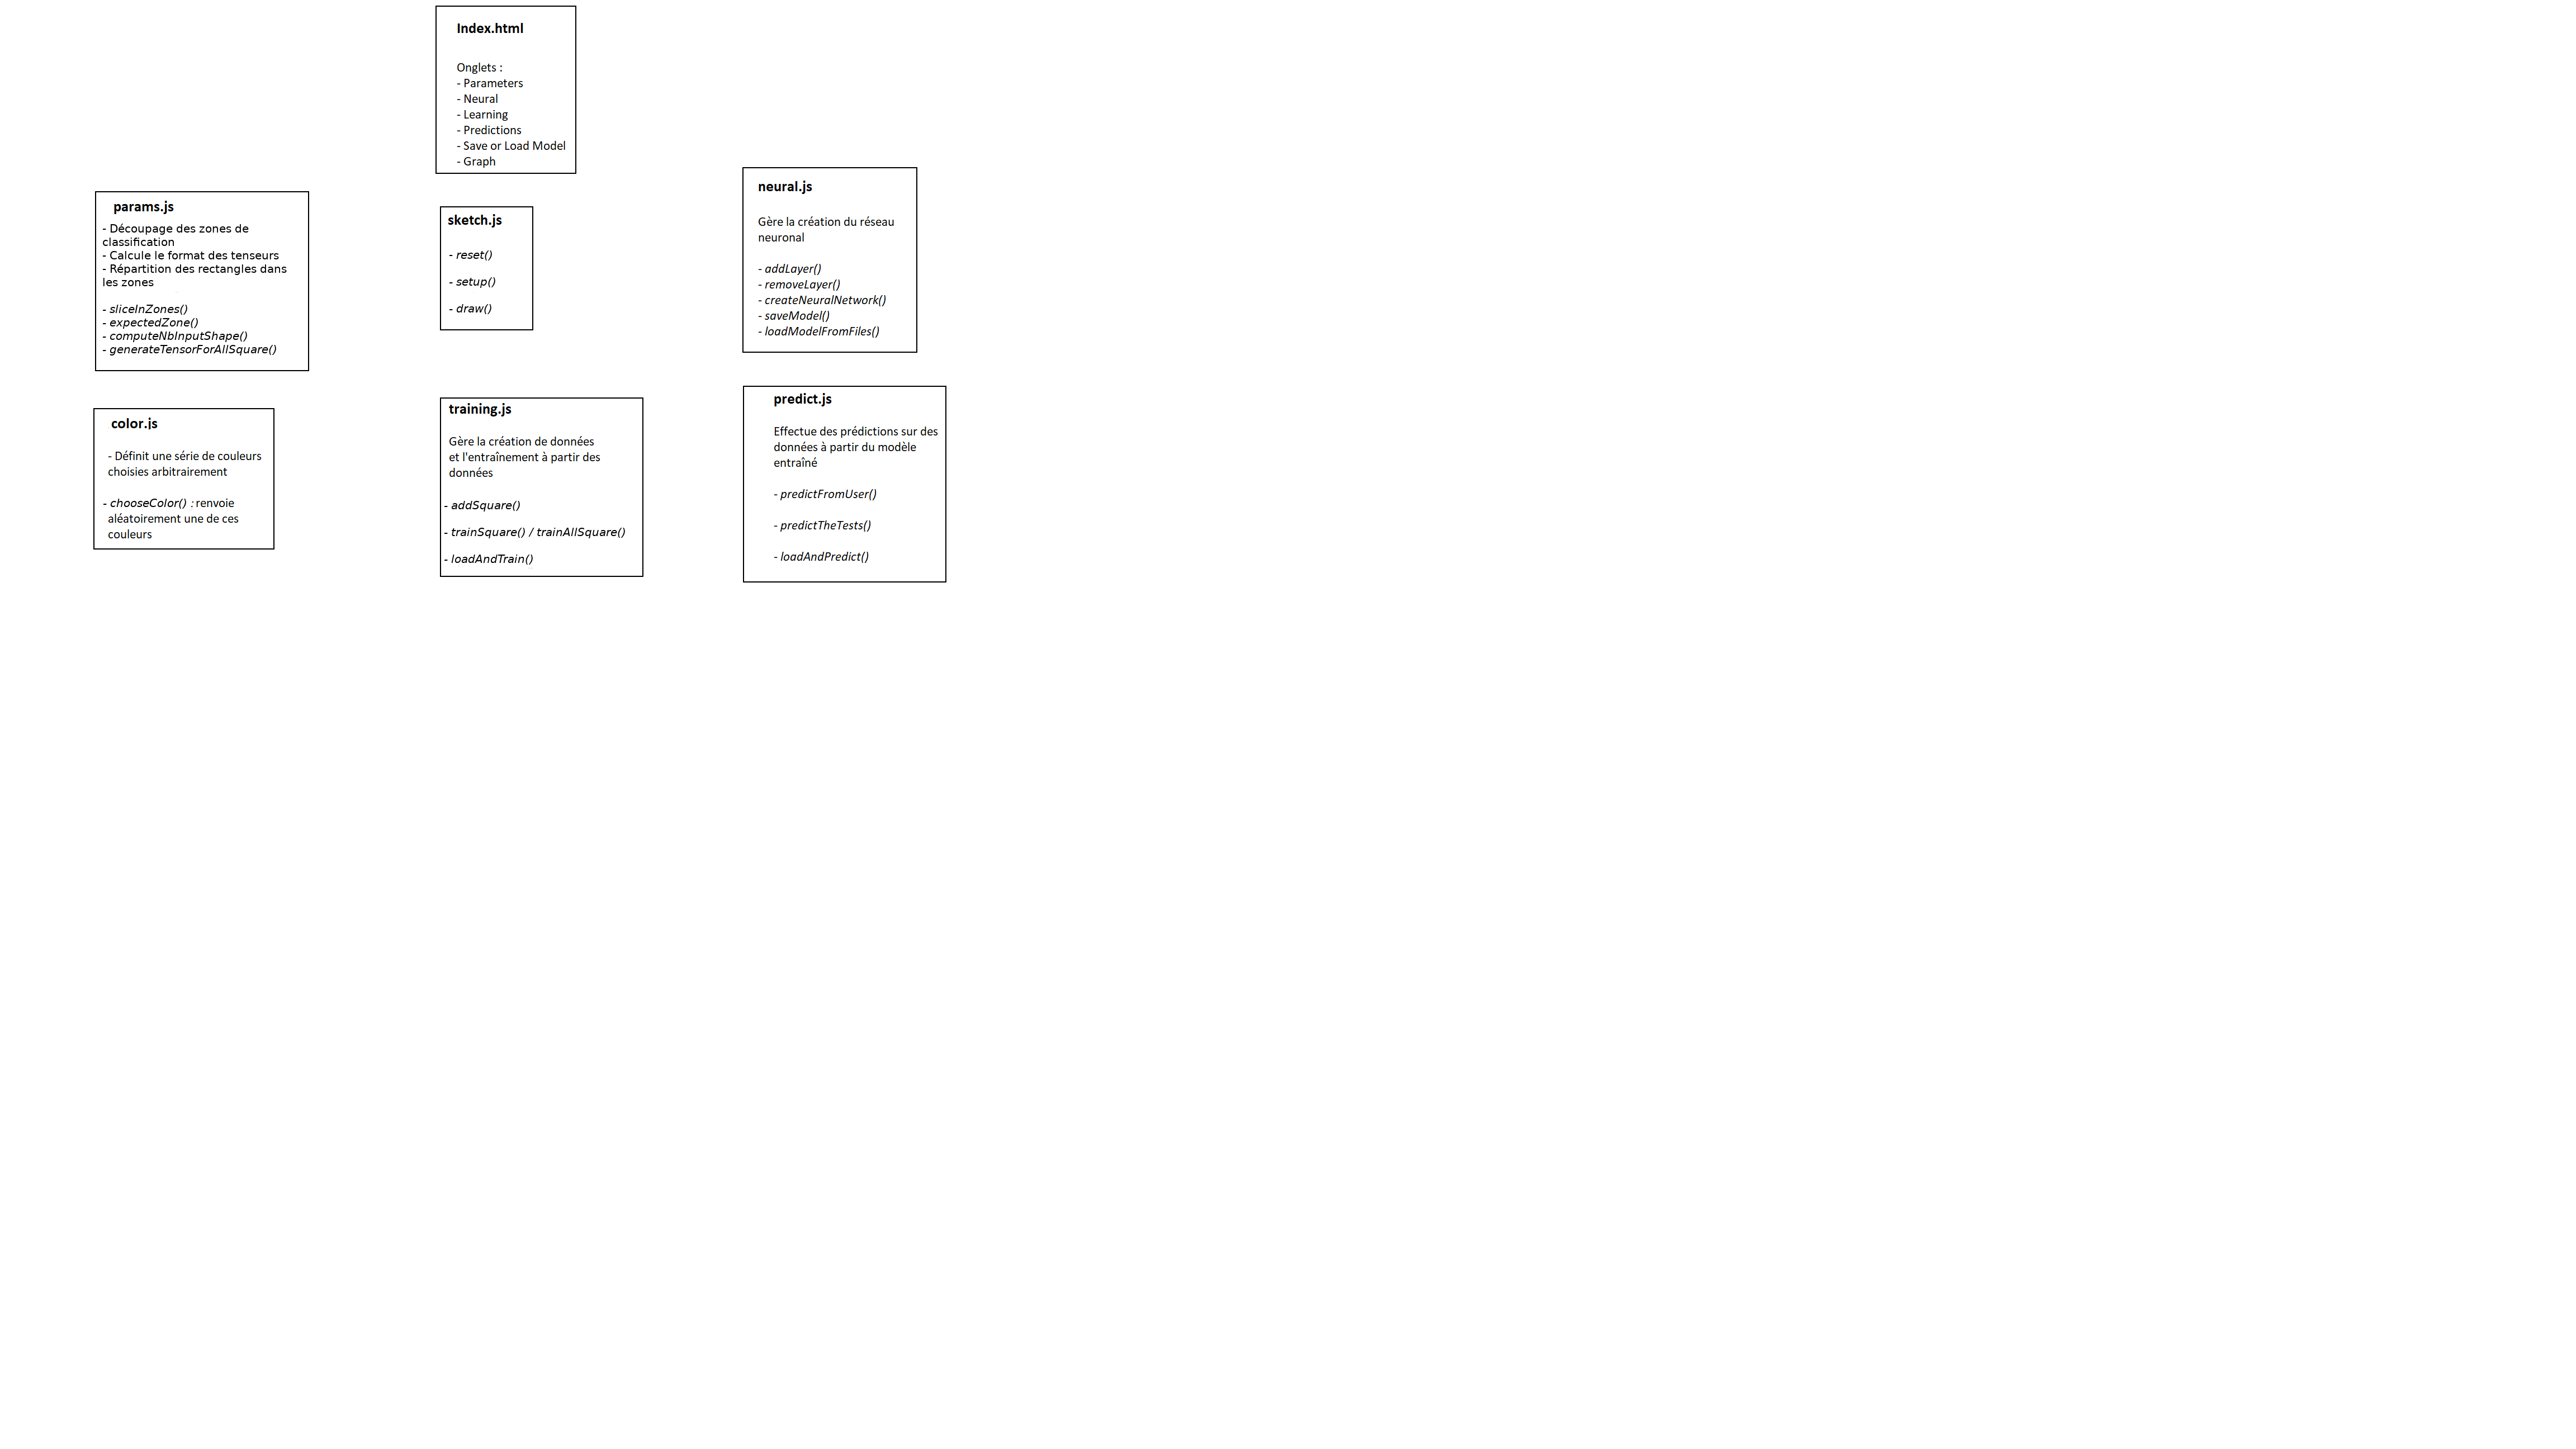 Index.html
Onglets :
- Parameters
- Neural
- Learning
- Predictions
- Save or Load Model
- Graph
params.js
- Découpage des zones de
classification
- Calcule le format des tenseurs
- Répartition des rectangles dans
les zones
- sliceInZones()
- expectedZone()
- computeNbInputShape()
- generateTensorForAllSquare()
sketch.js
- reset()
- setup()
- draw()
neural.js
Gère la création du réseau
neuronal
- addLayer()
- removeLayer()
- createNeuralNetwork()
- saveModel()
- loadModelFromFiles()
color.js
- Définit une série de couleurs
choisies arbitrairement
- chooseColor() : renvoie
aléatoirement une de ces
couleurs
training.js
Gère la création de données
et l'entraînement à partir des
données
- addSquare()
- trainSquare() / trainAllSquare()
- loadAndTrain()
predict.js
Effectue des prédictions sur des
données à partir du modèle
entraîné
- predictFromUser()
- predictTheTests()
- loadAndPredict()